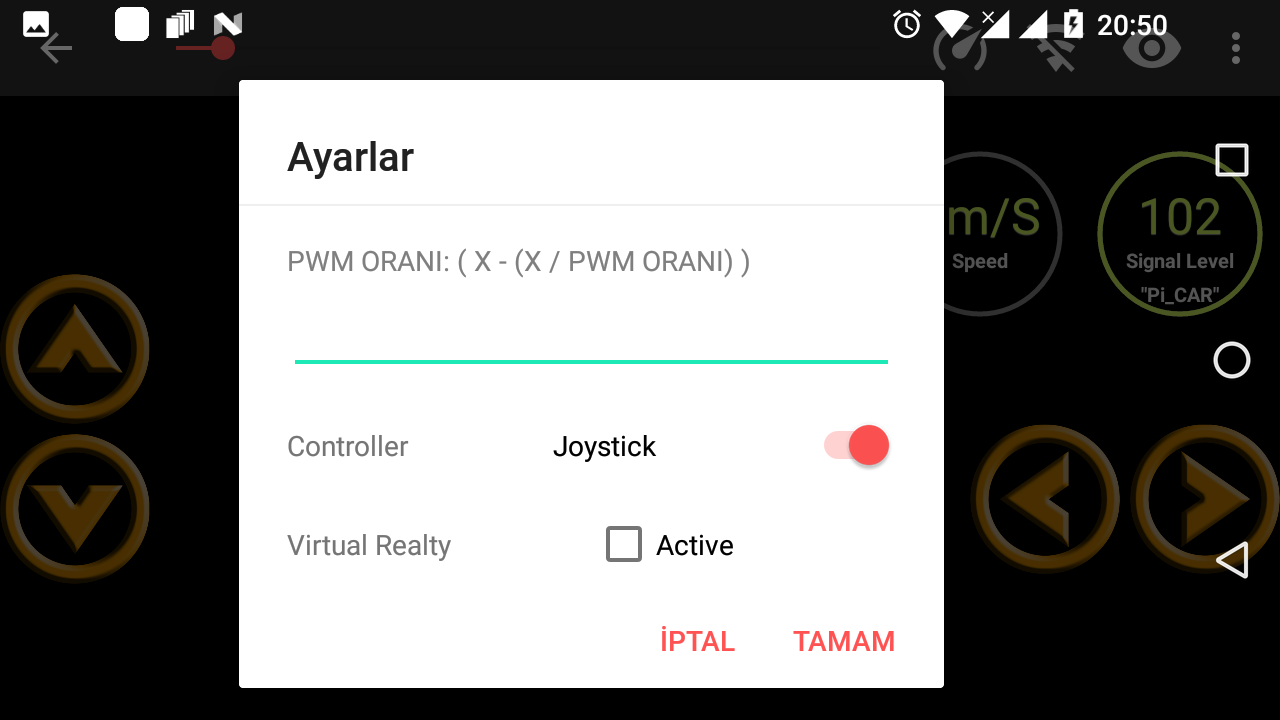 20:50
Ayarlar
PWM ORANI: ( X - (X / PWM ORANI) )
Controller Joystick
Virtual Realty Active
İPTAL TAMAM
m/S
Speed
102
Signal Level
"Pi_CAR"